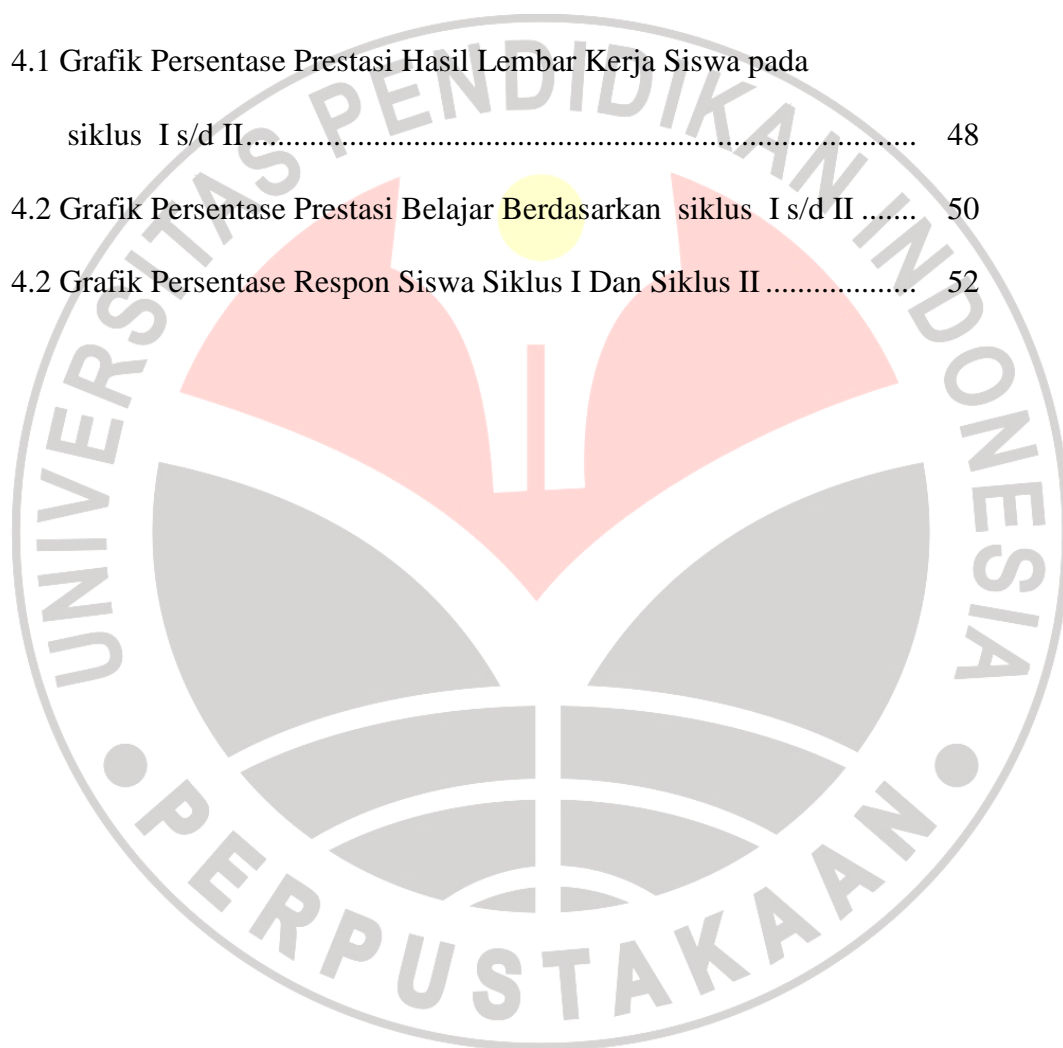 4.1 Grafik Persentase Prestasi Hasil Lembar Kerja Siswa pada
siklus I s/d II.................................................................................... 48
4.2 Grafik Persentase Prestasi Belajar Berdasarkan siklus I s/d II ....... 50
4.2 Grafik Persentase Respon Siswa Siklus I Dan Siklus II ................... 52
UNIVERSITAS PENDIDIKAN INDONESIA
PERPUSTAKAAN